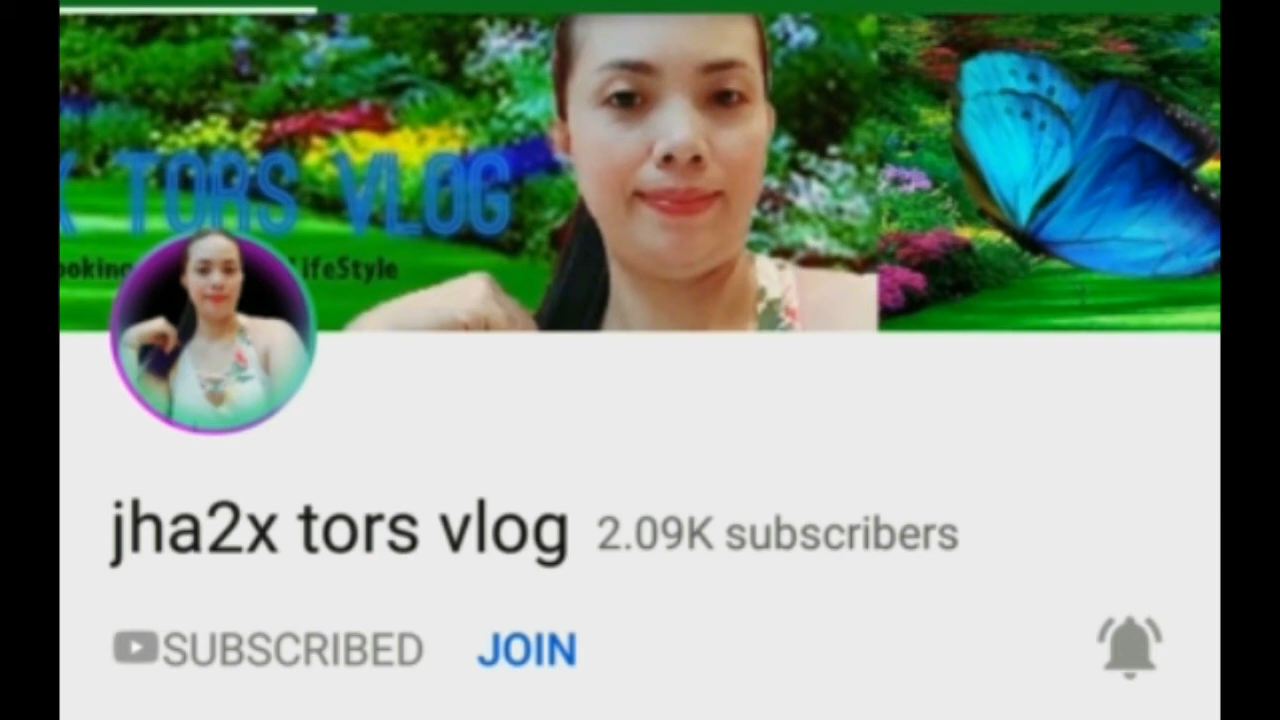 TORS VLOG
ifeStyle
jha2x tors vlog 2.09K subscribers
SUBSCRIBED JOIN